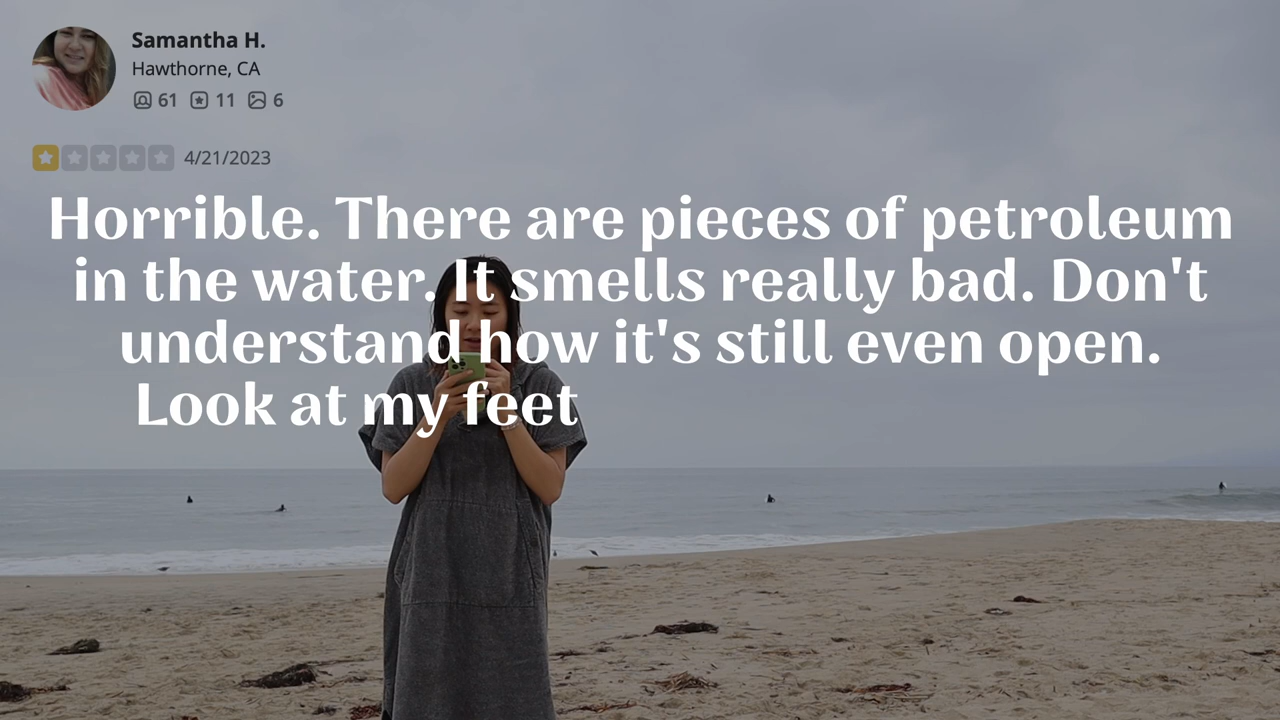 Samantha H.
Hawthorne, CA
61 11 6
4/21/2023
Horrible. There are pieces of petroleum
in the water. It smells really bad. Don't
understand how it's still even open.
Look at my feet